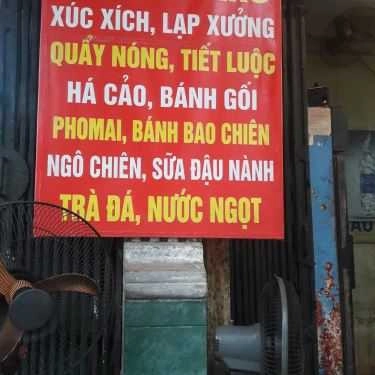 XÚC XÍCH, LẠP XƯỞNG
QUẨY NÓNG, TIẾT LUỘC
HÁ CẢO, BÁNH GỐI
PHOMAI, BÁNH BAO CHIÊN
NGÔ CHIÊN, SỮA ĐẬU NÀNH
TRÀ ĐÁ, NƯỚC NGỌT